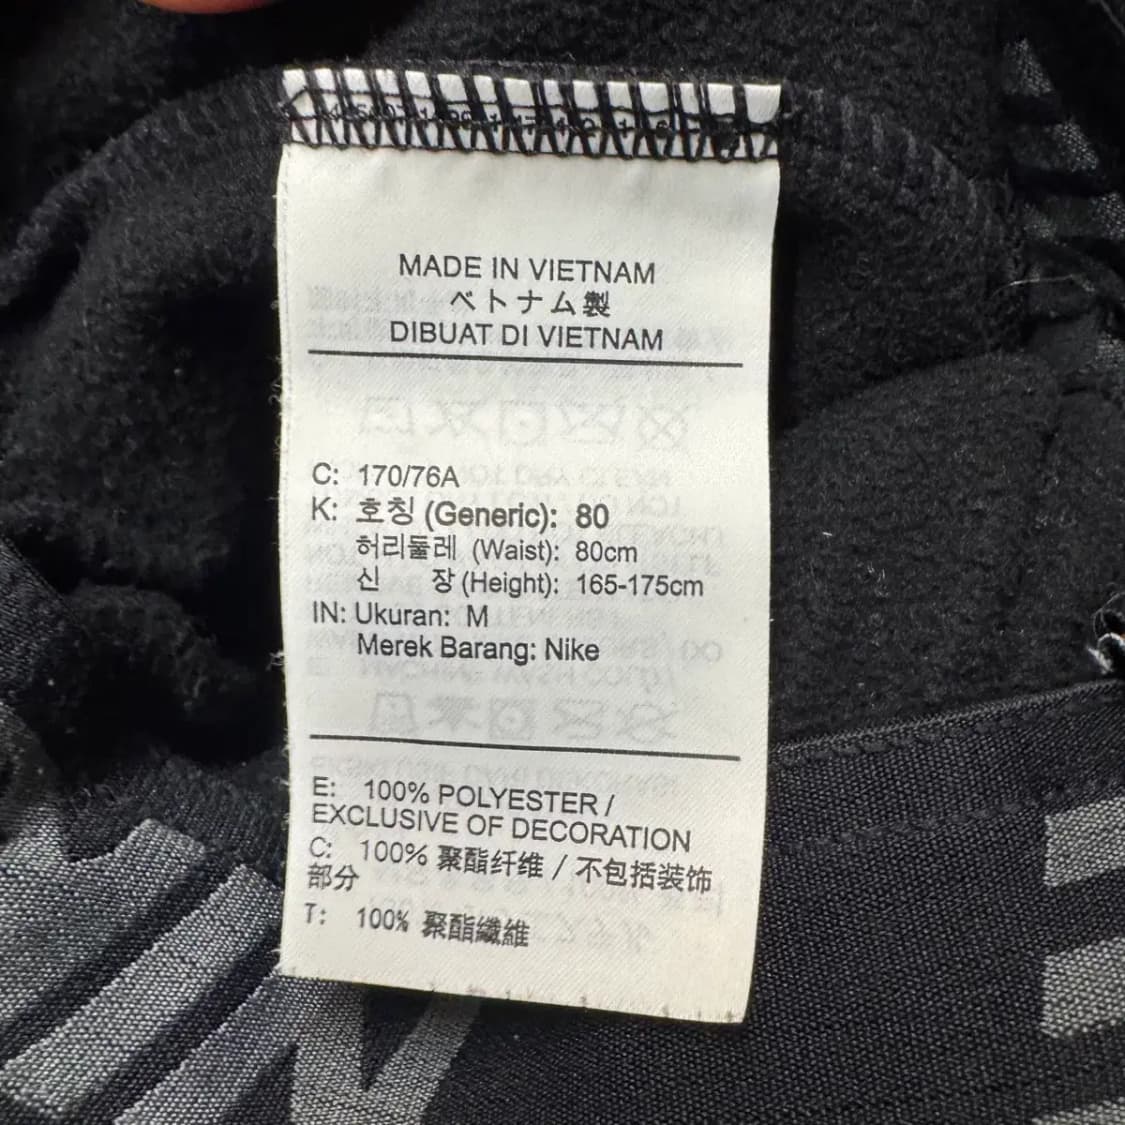 MADE IN VIETNAM
ベトナム製
DIBUAT DI VIETNAM
C: 170/76A
K: 호칭 (Generic): 80
허리둘레 (Waist): 80cm
신 장 (Height): 165-175cm
IN: Ukuran: M
Merek Barang: Nike
E: 100% POLYESTER /
EXCLUSIVE OF DECORATION
C: 100% 聚酯纤维 / 不包括装饰
部分
T: 100% 聚酯纖維